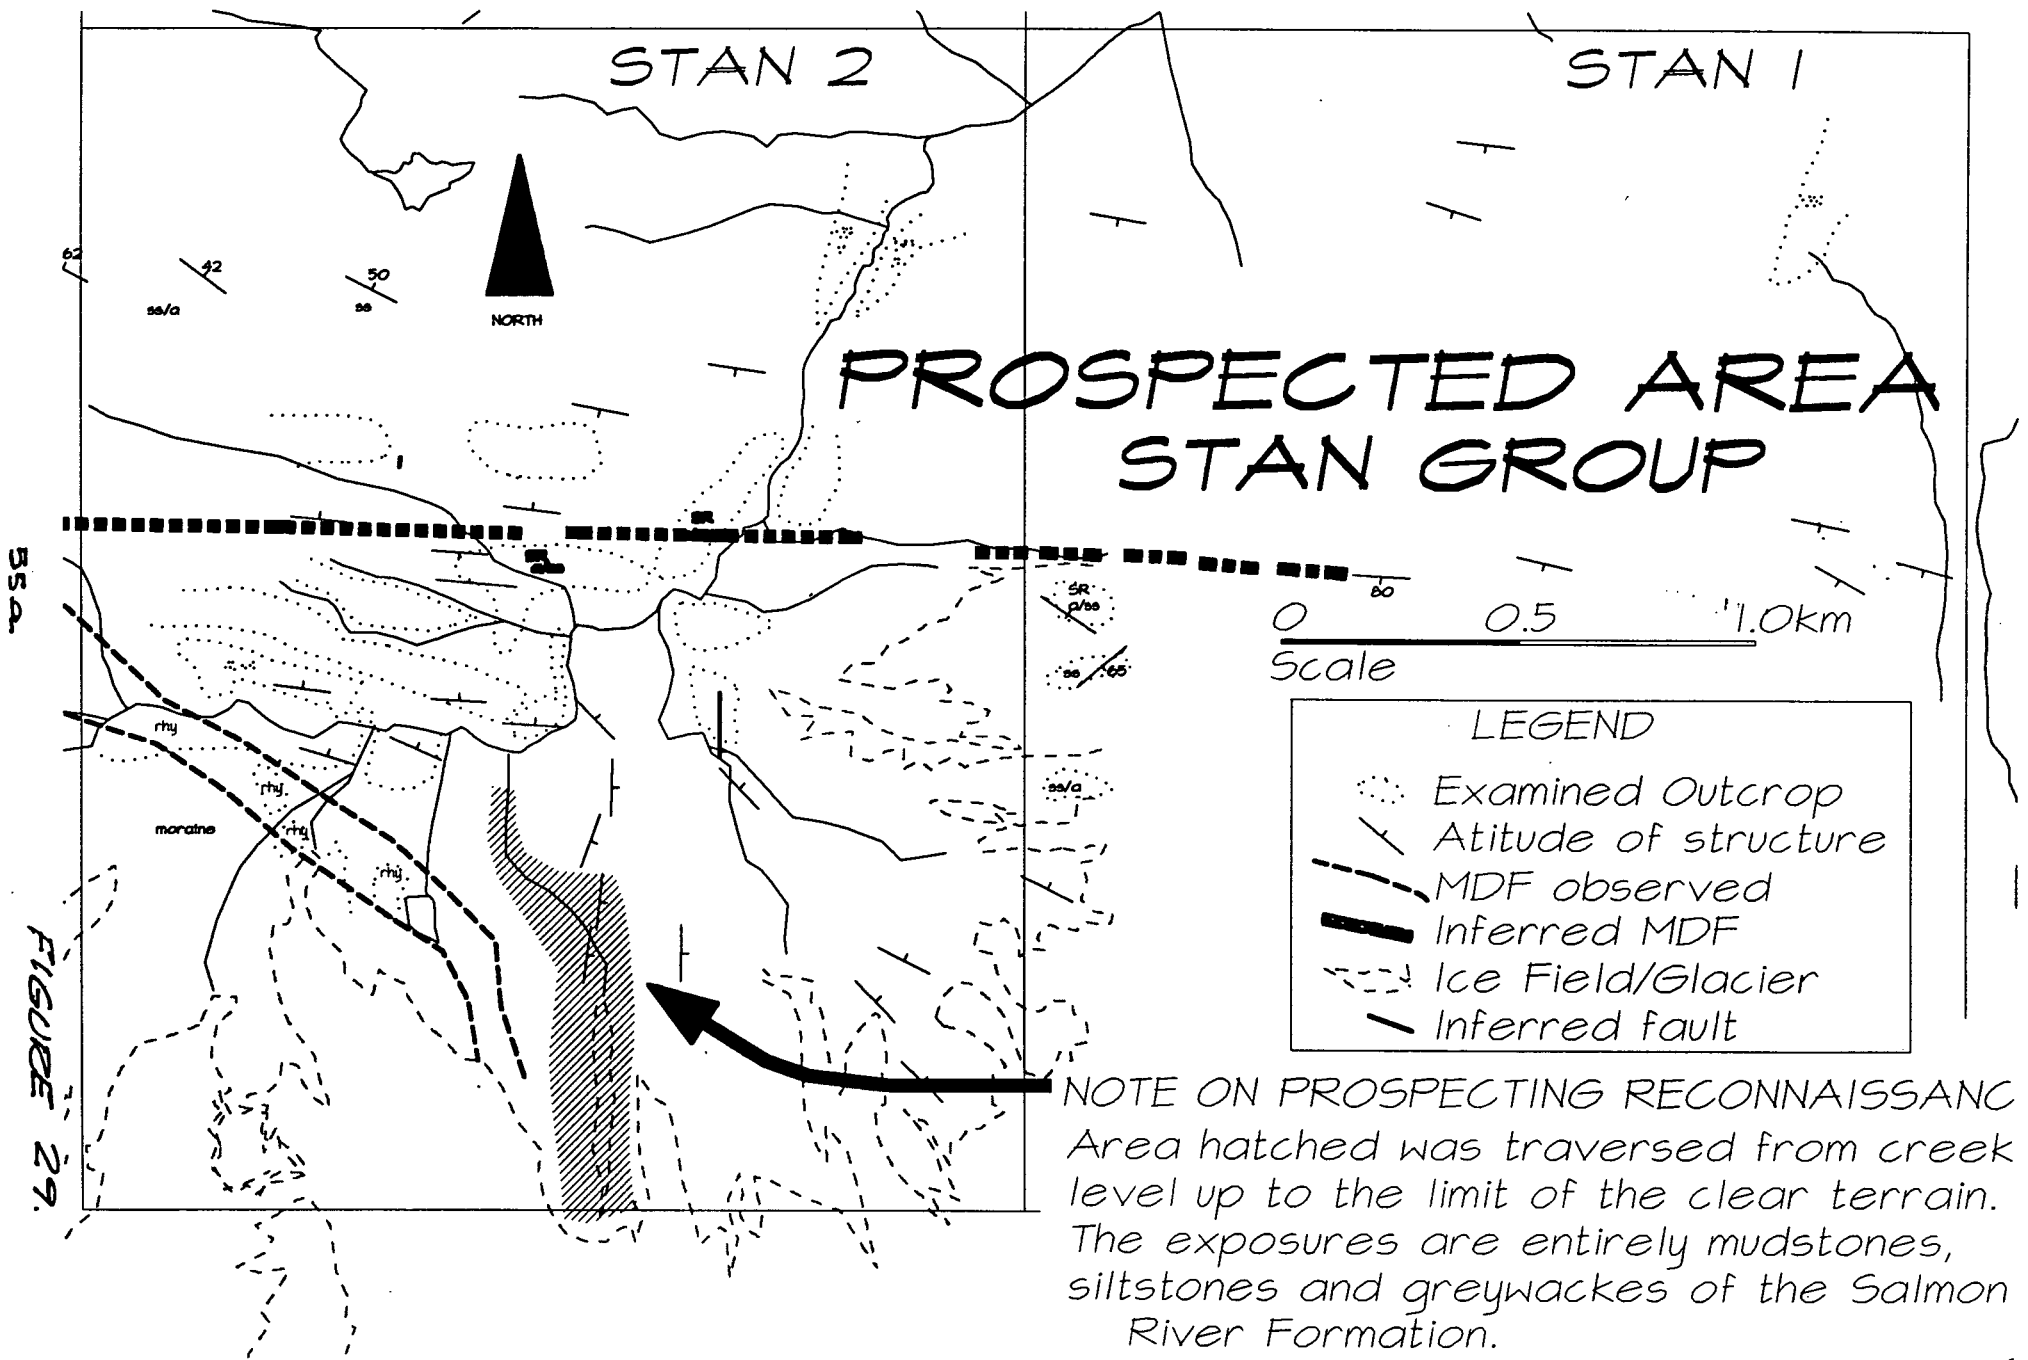 STAN 2
STAN 1
62
42
50
ss/a
ss
NORTH
PROSPECTED AREA
STAN GROUP
SR
80
SR
a/ss
ss
65
ss/a
rhy
rhy
rhy
rhy
moraine
0 0.5 1.0km
Scale
LEGEND
Examined Outcrop
Atitude of structure
MDF observed
Inferred MDF
Ice Field/Glacier
Inferred fault
NOTE ON PROSPECTING RECONNAISSANC
Area hatched was traversed from creek
level up to the limit of the clear terrain.
The exposures are entirely mudstones,
siltstones and greywackes of the Salmon
River Formation.
55a
FIGURE 29.